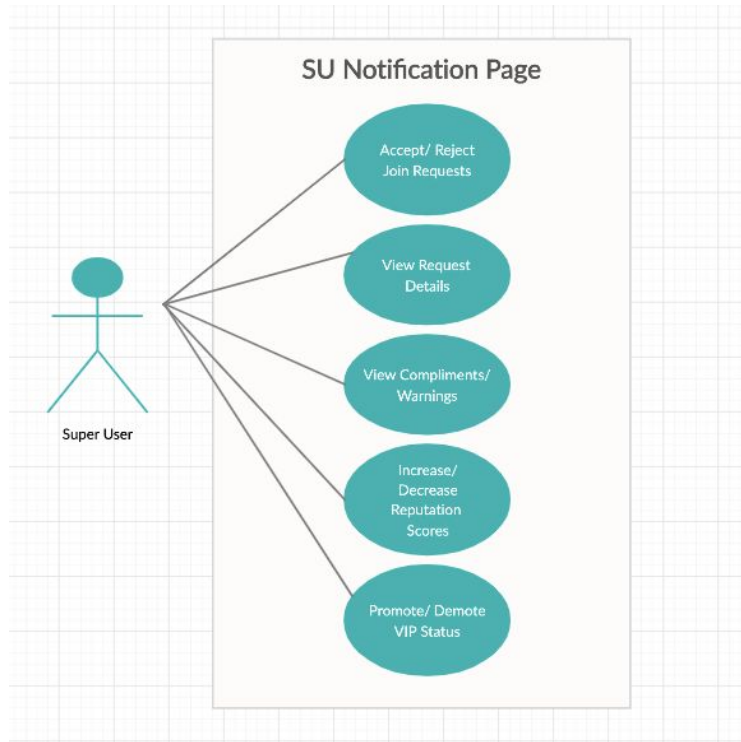 SU Notification Page
Accept/ Reject
Join Requests
View Request
Details
View Compliments/
Warnings
Increase/
Decrease
Reputation
Scores
Promote/ Demote
VIP Status
Super User